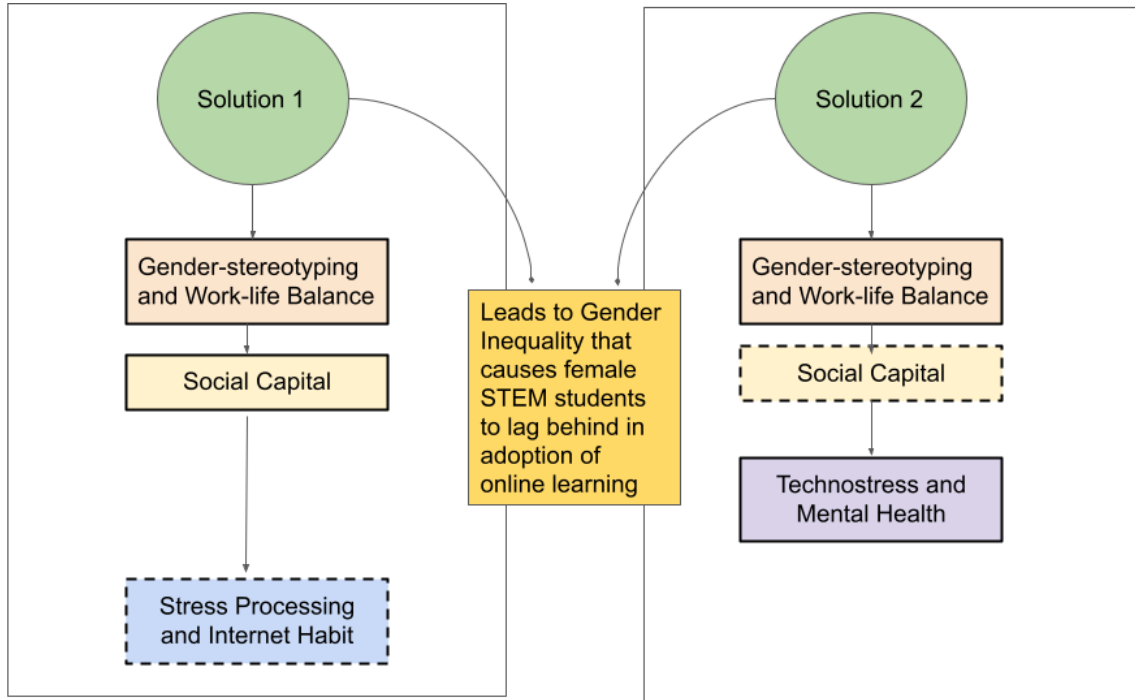 Solution 1
Gender-stereotyping
and Work-life Balance
Social Capital
Stress Processing
and Internet Habit
Leads to Gender
Inequality that
causes female
STEM students
to lag behind in
adoption of
online learning
Solution 2
Gender-stereotyping
and Work-life Balance
Social Capital
Technostress and
Mental Health